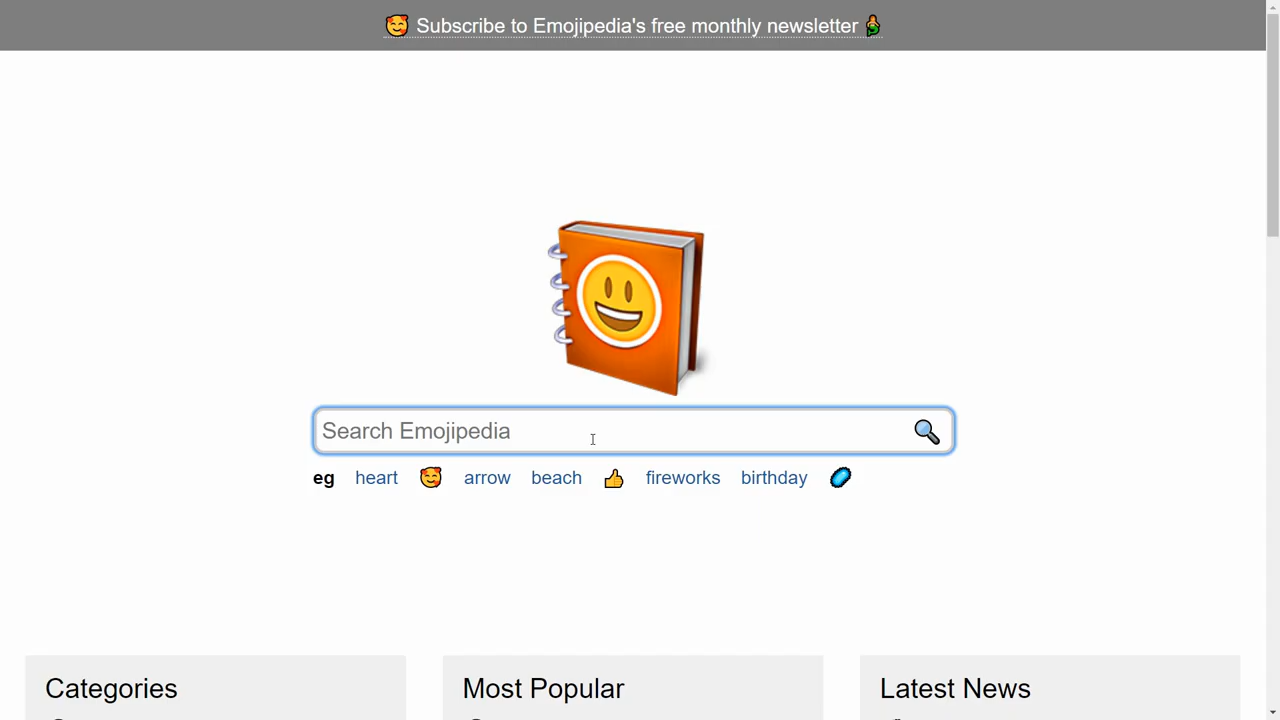 Subscribe to Emojipedia's free monthly newsletter
Search Emojipedia
eg heart arrow beach fireworks birthday
Categories Most Popular Latest News